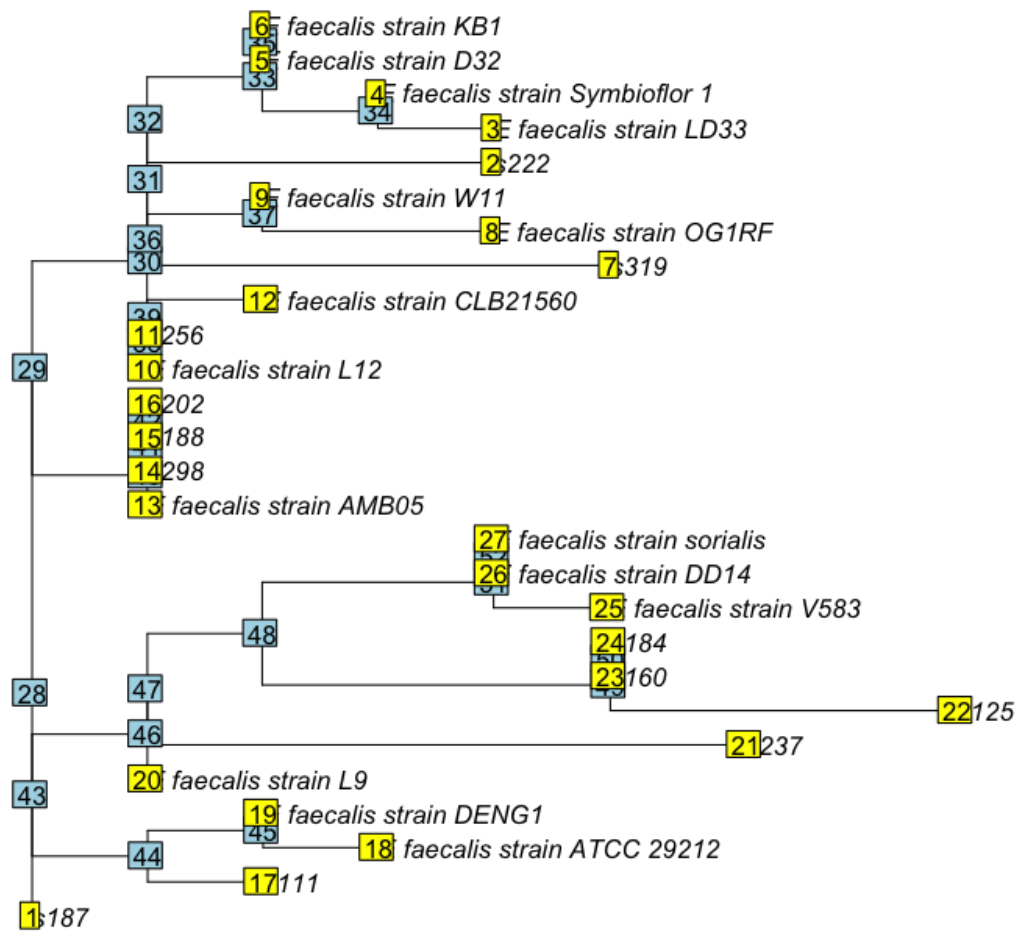 6 E faecalis strain KB1
35
5 faecalis strain D32
33
4 E faecalis strain Symbioflor 1
34
32
3 E faecalis strain LD33
2 s222
31
9 E faecalis strain W11
37
8 E faecalis strain OG1RF
36
30
7 s319
12 faecalis strain CLB21560
39
11 256
29
10 faecalis strain L12
16 202
15 188
14 298
13 faecalis strain AMB05
27 faecalis strain sorialis
26 faecalis strain DD14
25 faecalis strain V583
48
24 184
23 160
28
47
22 125
46
21 237
20 faecalis strain L9
43
19 faecalis strain DENG1
45
18 faecalis strain ATCC 29212
44
17 111
1 s187